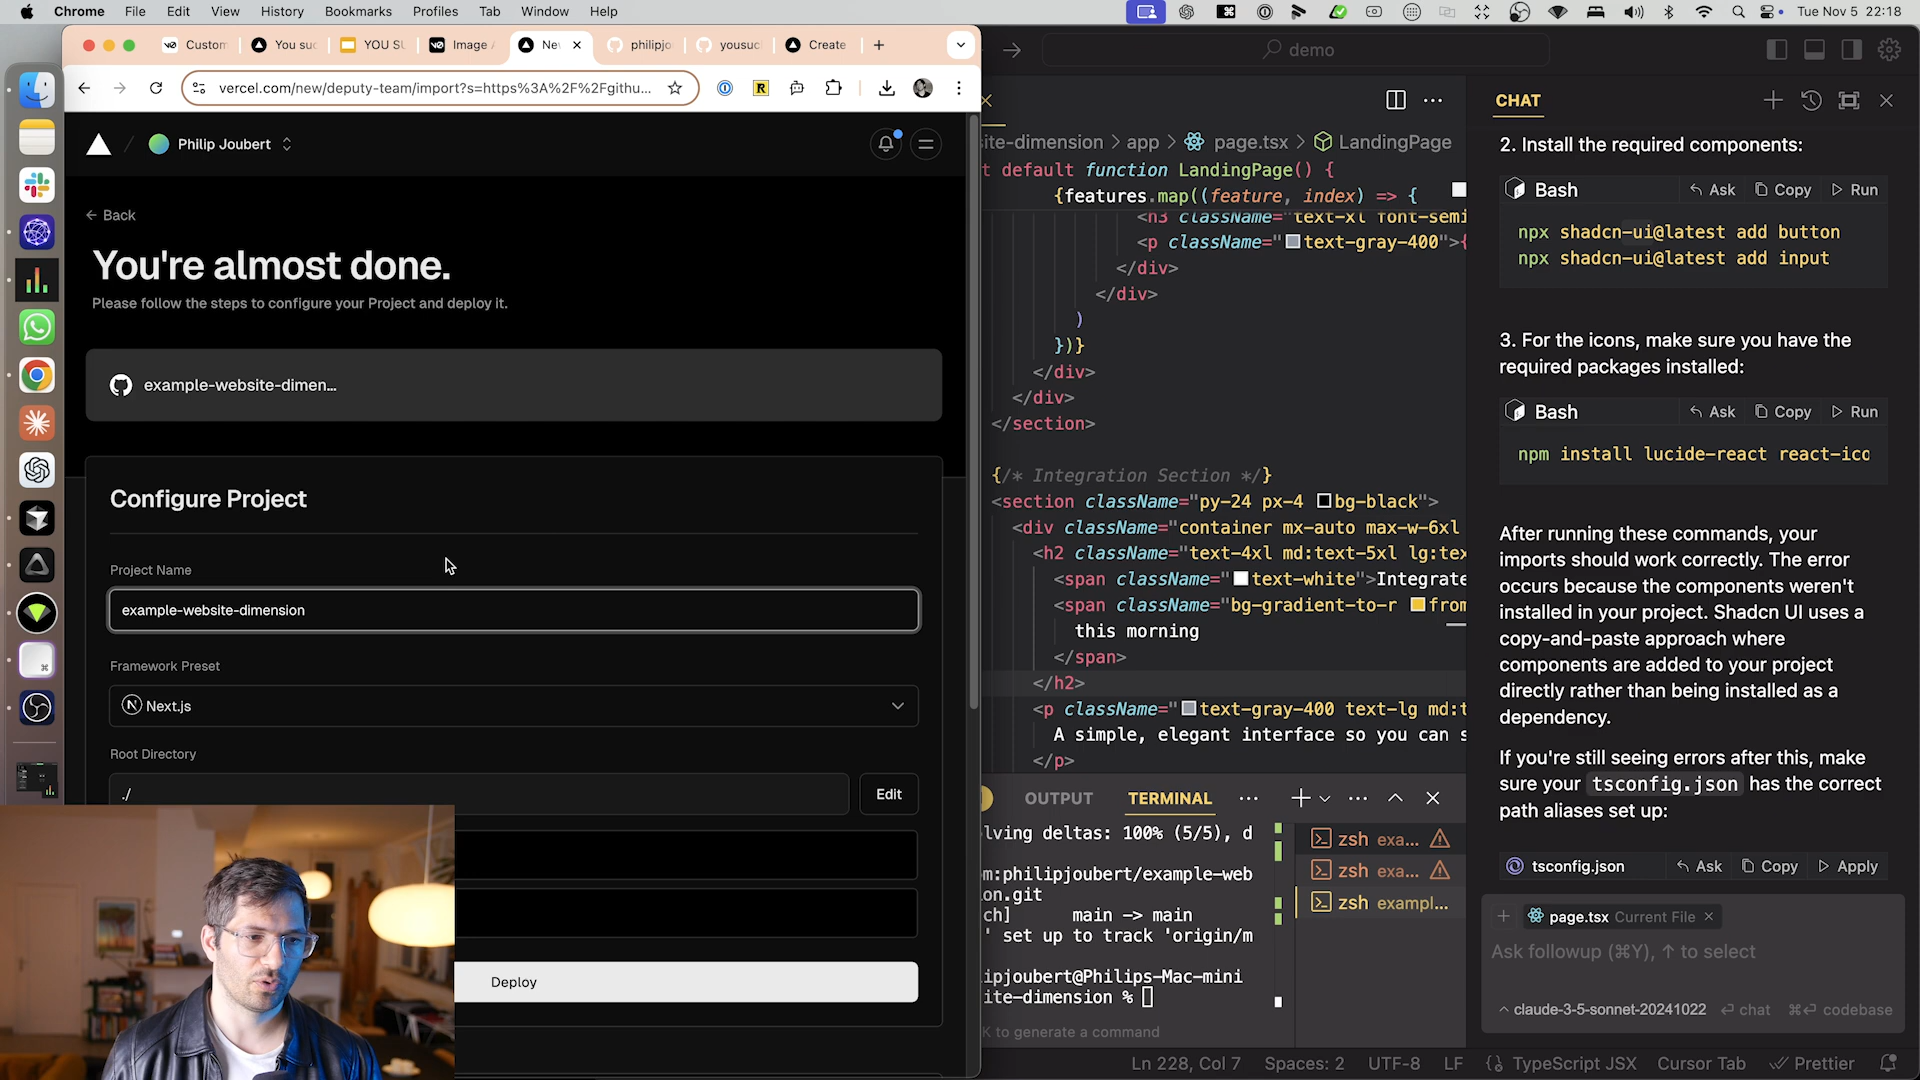 Chrome File Edit View History Bookmarks Profiles Tab Window Help
Tue Nov 5 22:18
Custom
You suc
YOU SU
Image A
Nev
philipjo
yousuc
Create
demo
vercel.com/new/deputy-team/import?s=https%3A%2F%2Fgithu...
Philip Joubert
← Back
You're almost done.
Please follow the steps to configure your Project and deploy it.
example-website-dimen...
Configure Project
Project Name
example-website-dimension
Framework Preset
Next.js
Root Directory
./
Edit
Deploy
site-dimension > app > page.tsx > LandingPage
t default function LandingPage() {
{features.map((feature, index) => {
<h3 className="text-xl font-semi
<p className="text-gray-400">{
</div>
</div>
)
})}
</div>
</div>
</section>
{/* Integration Section */}
<section className="py-24 px-4 bg-black">
<div className="container mx-auto max-w-6xl
<h2 className="text-4xl md:text-5xl lg:tex
<span className="text-white">Integrate
<span className="bg-gradient-to-r from
this morning
</span>
</h2>
<p className="text-gray-400 text-lg md:t
A simple, elegant interface so you can s
</p>
OUTPUT TERMINAL
lving deltas: 100% (5/5), d
om:philipjoubert/example-web
on.git
ch] main -> main
' set up to track 'origin/m
ipjoubert@Philips-Mac-mini
ite-dimension %
K to generate a command
zsh exa...
zsh exa...
zsh exampl...
CHAT
2. Install the required components:
Bash Ask Copy Run
npx shadcn-ui@latest add button
npx shadcn-ui@latest add input
3. For the icons, make sure you have the
required packages installed:
Bash Ask Copy Run
npm install lucide-react react-ico
After running these commands, your
imports should work correctly. The error
occurs because the components weren't
installed in your project. Shadcn UI uses a
copy-and-paste approach where
components are added to your project
directly rather than being installed as a
dependency.
If you're still seeing errors after this, make
sure your tsconfig.json has the correct
path aliases set up:
tsconfig.json Ask Copy Apply
page.tsx Current File
Ask followup (⌘Y), ↑ to select
claude-3-5-sonnet-20241022 chat codebase
Ln 228, Col 7 Spaces: 2 UTF-8 LF {} TypeScript JSX Cursor Tab Prettier